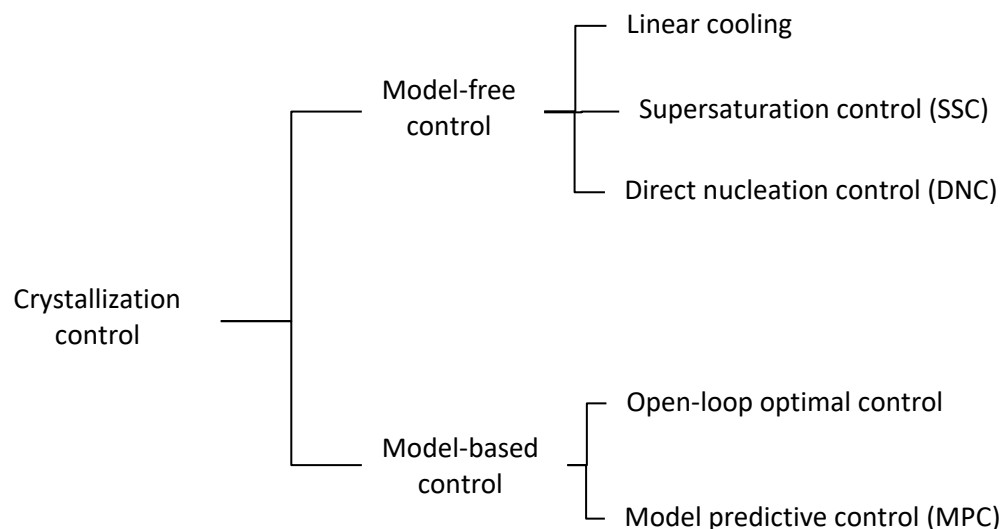 Linear cooling
Model-free
control
Supersaturation control (SSC)
Direct nucleation control (DNC)
Crystallization
control
Open-loop optimal control
Model-based
control
Model predictive control (MPC)